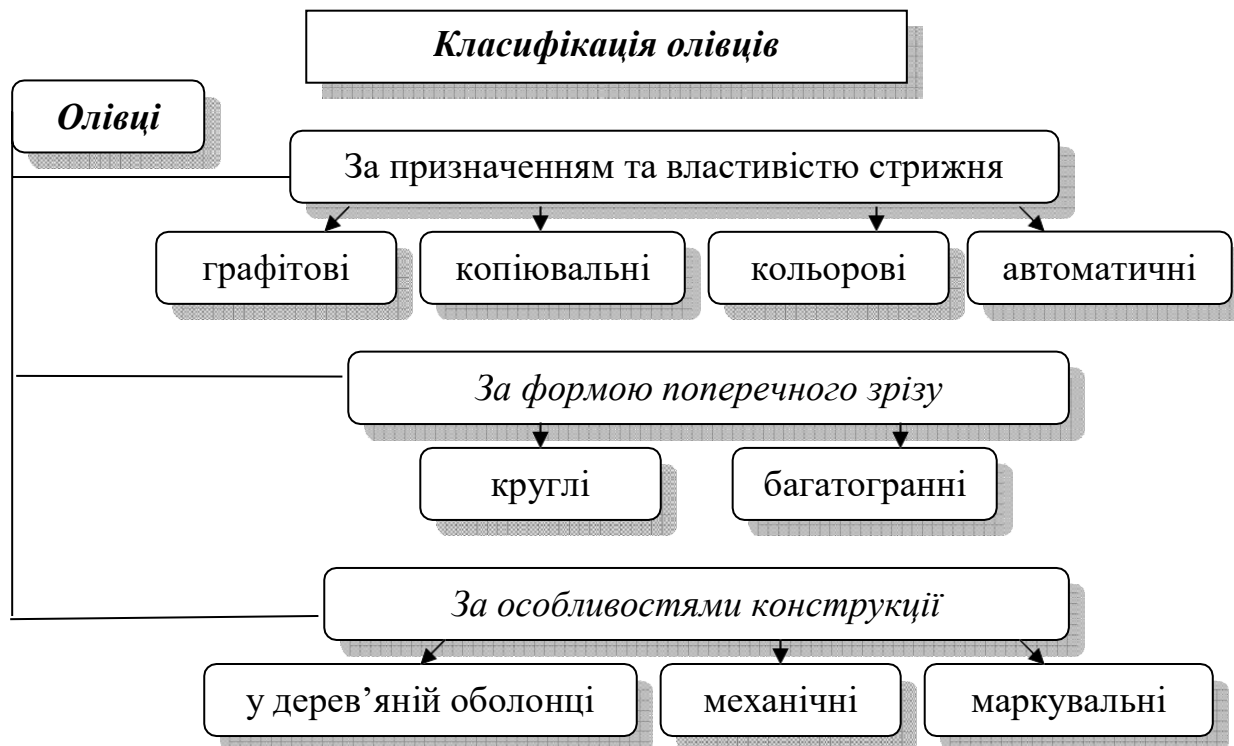 Класифікація олівців
Олівці
За призначенням та властивістю стрижня
графітові
копіювальні
кольорові
автоматичні
За формою поперечного зрізу
круглі
багатогранні
За особливостями конструкції
у дерев’яній оболонці
механічні
маркувальні